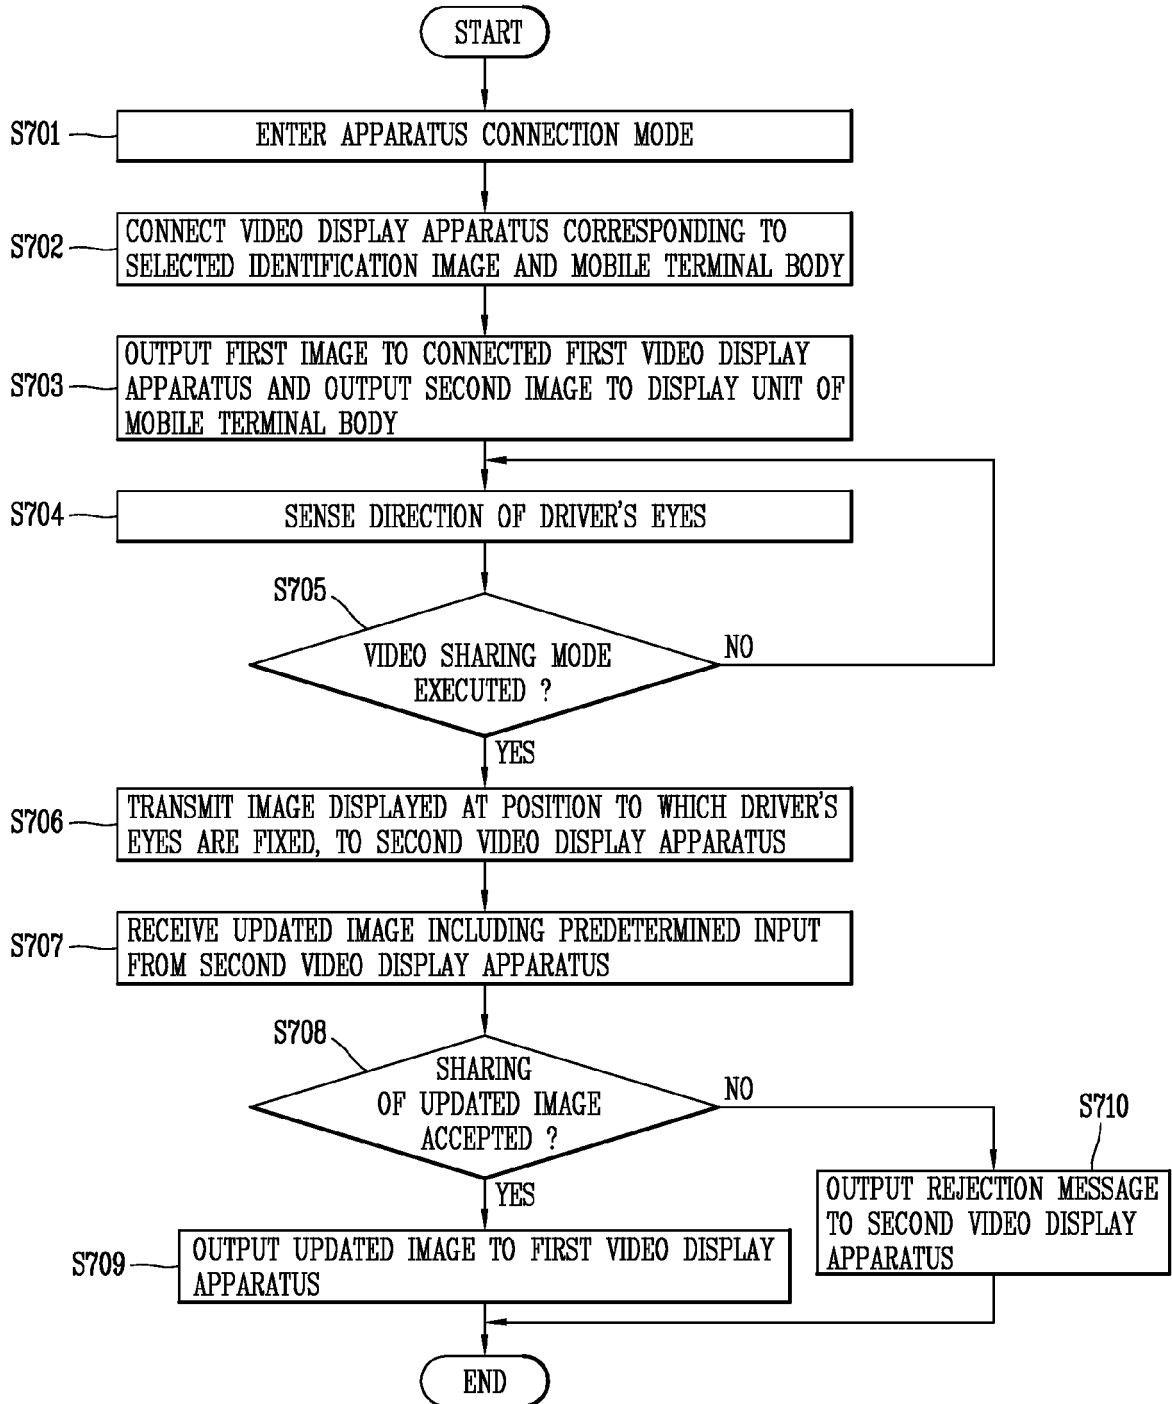 START
S701
ENTER APPARATUS CONNECTION MODE
S702
CONNECT VIDEO DISPLAY APPARATUS CORRESPONDING TO
SELECTED IDENTIFICATION IMAGE AND MOBILE TERMINAL BODY
S703
OUTPUT FIRST IMAGE TO CONNECTED FIRST VIDEO DISPLAY
APPARATUS AND OUTPUT SECOND IMAGE TO DISPLAY UNIT OF
MOBILE TERMINAL BODY
S704
SENSE DIRECTION OF DRIVER'S EYES
S705
VIDEO SHARING MODE
EXECUTED ?
NO
YES
S706
TRANSMIT IMAGE DISPLAYED AT POSITION TO WHICH DRIVER'S
EYES ARE FIXED, TO SECOND VIDEO DISPLAY APPARATUS
S707
RECEIVE UPDATED IMAGE INCLUDING PREDETERMINED INPUT
FROM SECOND VIDEO DISPLAY APPARATUS
S708
SHARING
OF UPDATED IMAGE
ACCEPTED ?
NO
YES
S710
OUTPUT REJECTION MESSAGE
TO SECOND VIDEO DISPLAY
APPARATUS
S709
OUTPUT UPDATED IMAGE TO FIRST VIDEO DISPLAY
APPARATUS
END